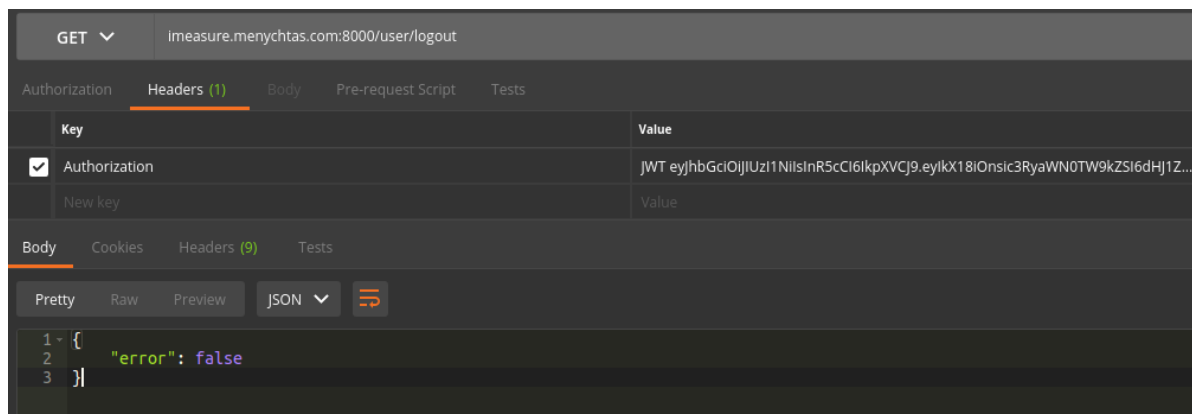 GET imeasure.menychtas.com:8000/user/logout
Authorization Headers (1) Body Pre-request Script Tests
Key Value
Authorization JWT eyJhbGciOiJIUzI1NiIsInR5cCI6IkpXVCJ9.eyIkX18iOnsic3RyaWN0TW9kZSI6dHJ1Z...
New key Value
Body Cookies Headers (9) Tests
Pretty Raw Preview JSON
1 {
2 "error": false
3 }